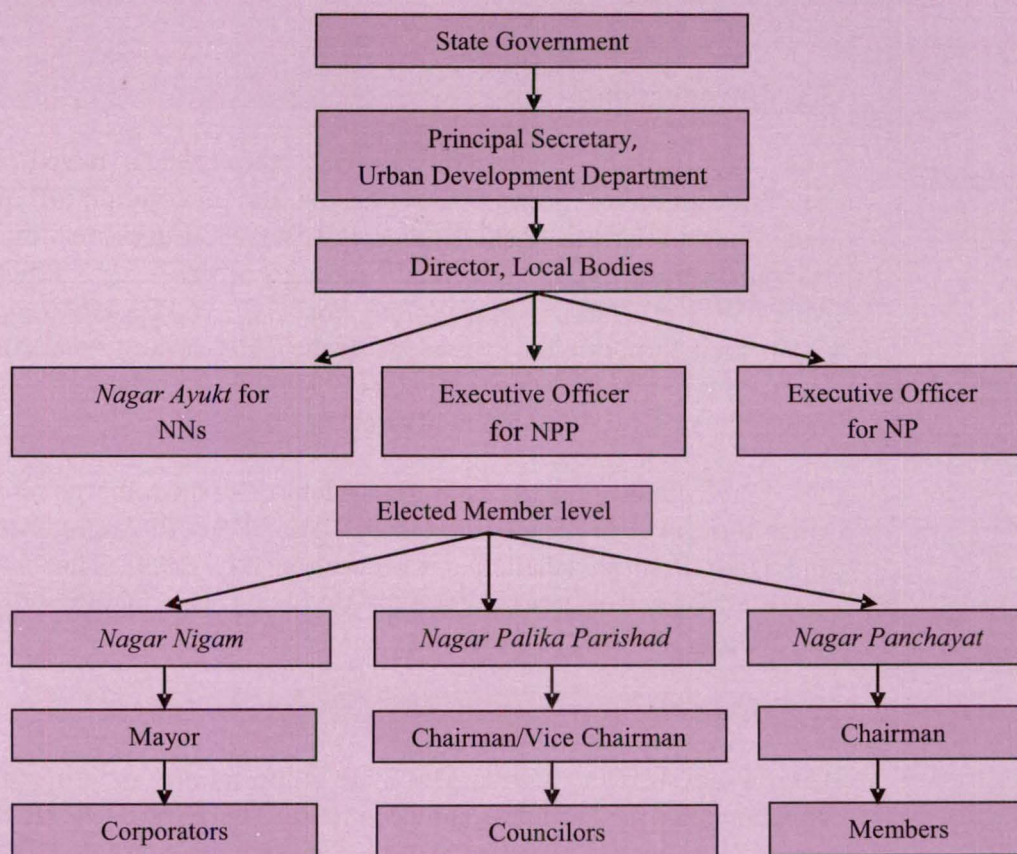 State Government
Principal Secretary,
Urban Development Department
Director, Local Bodies
Nagar Ayukt for
NNs
Executive Officer
for NPP
Executive Officer
for NP
Elected Member level
Nagar Nigam
Nagar Palika Parishad
Nagar Panchayat
Mayor
Chairman/Vice Chairman
Chairman
Corporators
Councilors
Members